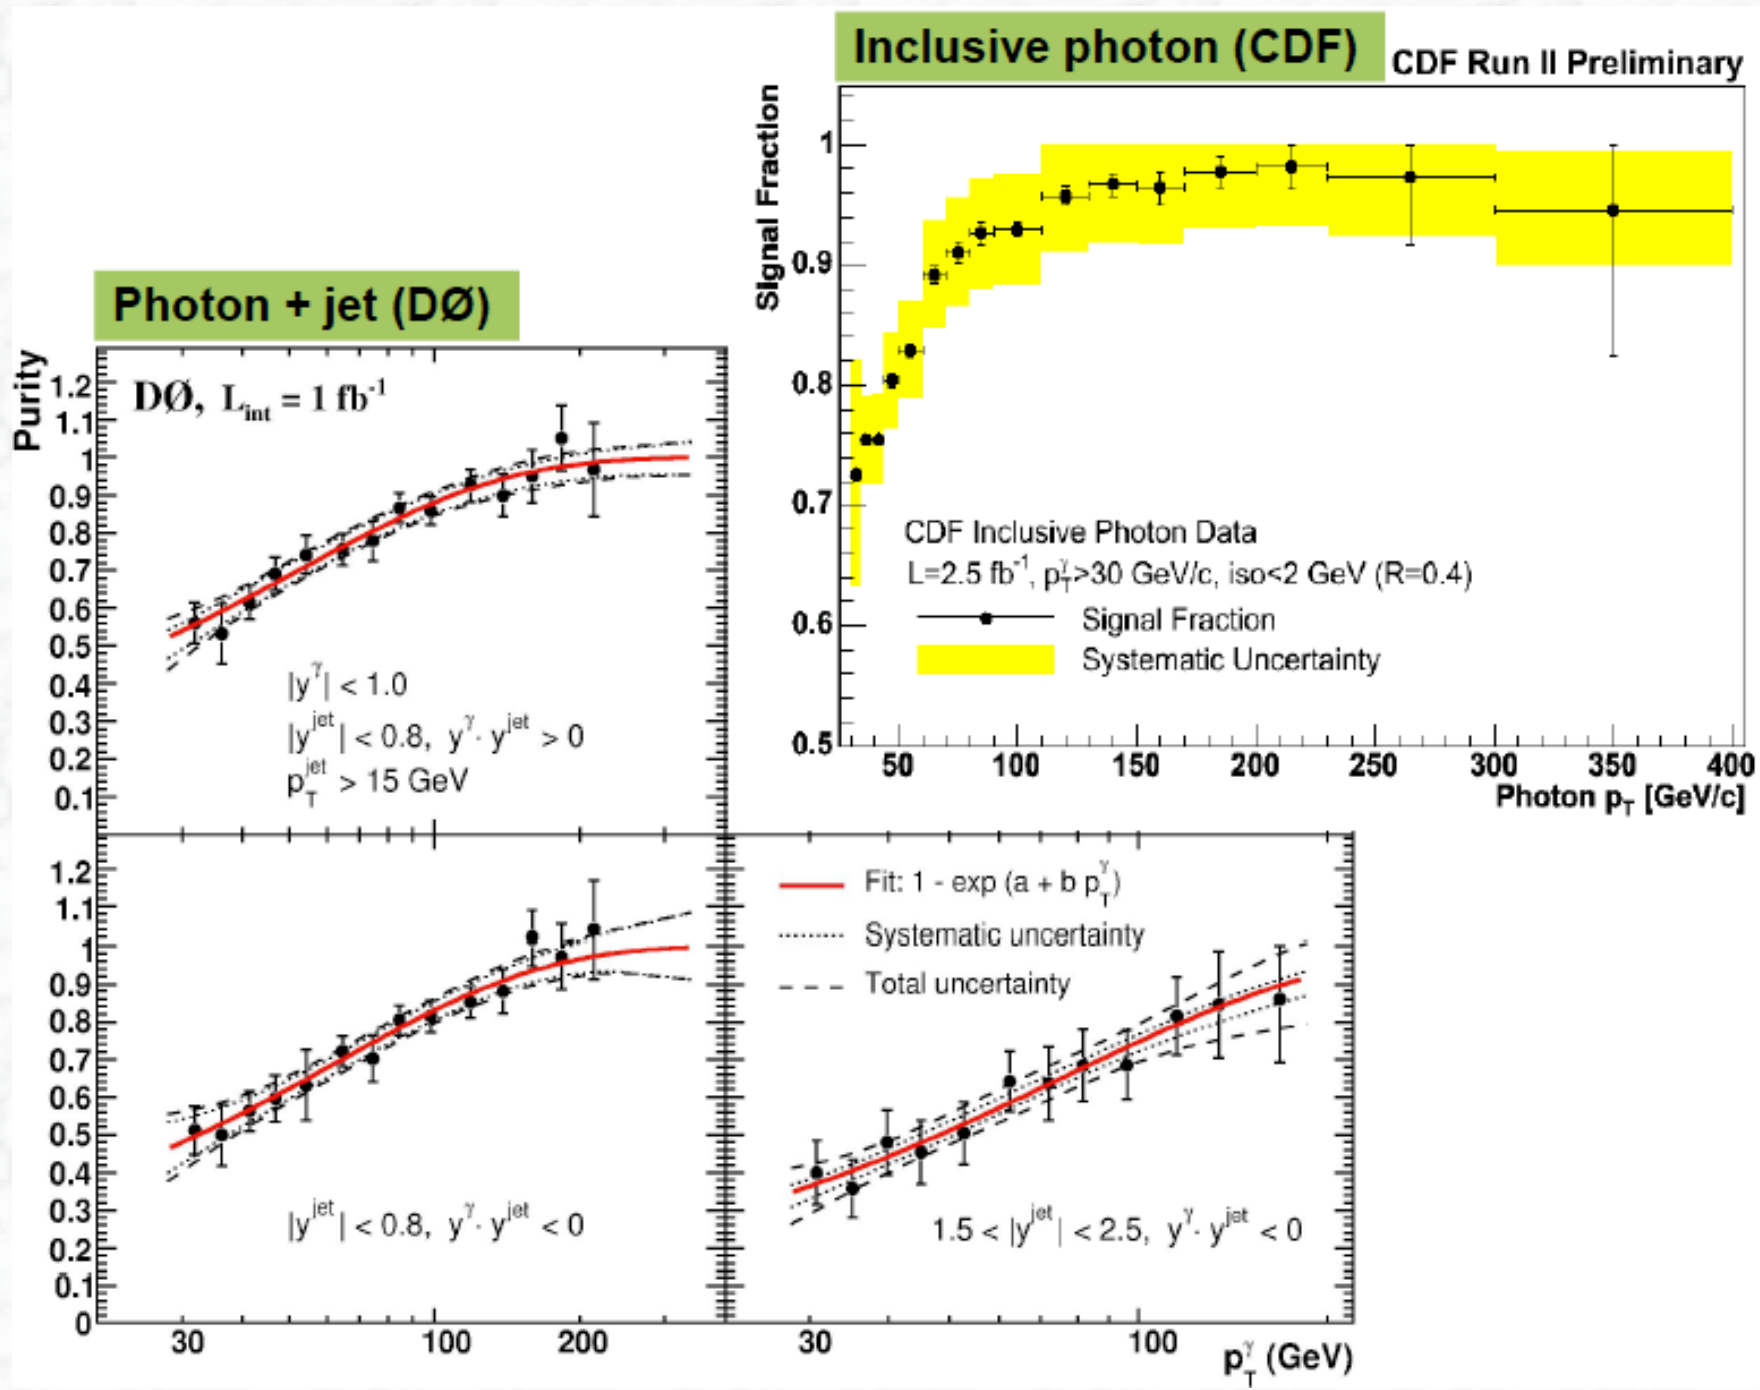 Inclusive photon (CDF)
CDF Run II Preliminary
Signal Fraction
1
0.9
0.8
0.7
0.6
0.5
CDF Inclusive Photon Data
L=2.5 fb⁻¹, p_T^γ>30 GeV/c, iso<2 GeV (R=0.4)
Signal Fraction
Systematic Uncertainty
50 100 150 200 250 300 350 400
Photon p_T [GeV/c]
Photon + jet (DØ)
Purity
DØ, L_int = 1 fb⁻¹
1.2
1.1
1
0.9
0.8
0.7
0.6
0.5
0.4
0.3
0.2
0.1
|y^γ| < 1.0
|y^jet| < 0.8, y^γ · y^jet > 0
p_T^jet > 15 GeV
1.2
1.1
1
0.9
0.8
0.7
0.6
0.5
0.4
0.3
0.2
0.1
0
|y^jet| < 0.8, y^γ · y^jet < 0
30 100 200
Fit: 1 - exp (a + b p_T^γ)
Systematic uncertainty
Total uncertainty
1.5 < |y^jet| < 2.5, y^γ · y^jet < 0
30 100
p_T^γ (GeV)